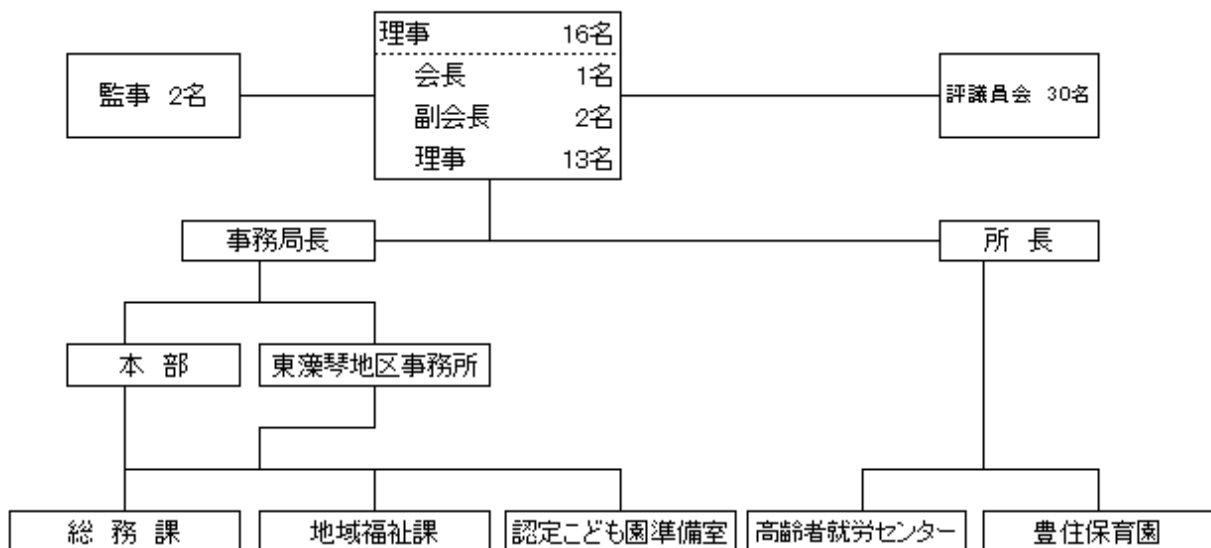 理事 16名
会長 1名
副会長 2名
理事 13名
監事 2名
評議員会 30名
事務局長
所 長
本 部
東藻琴地区事務所
総 務 課
地域福祉課
認定こども園準備室
高齢者就労センター
豊住保育園